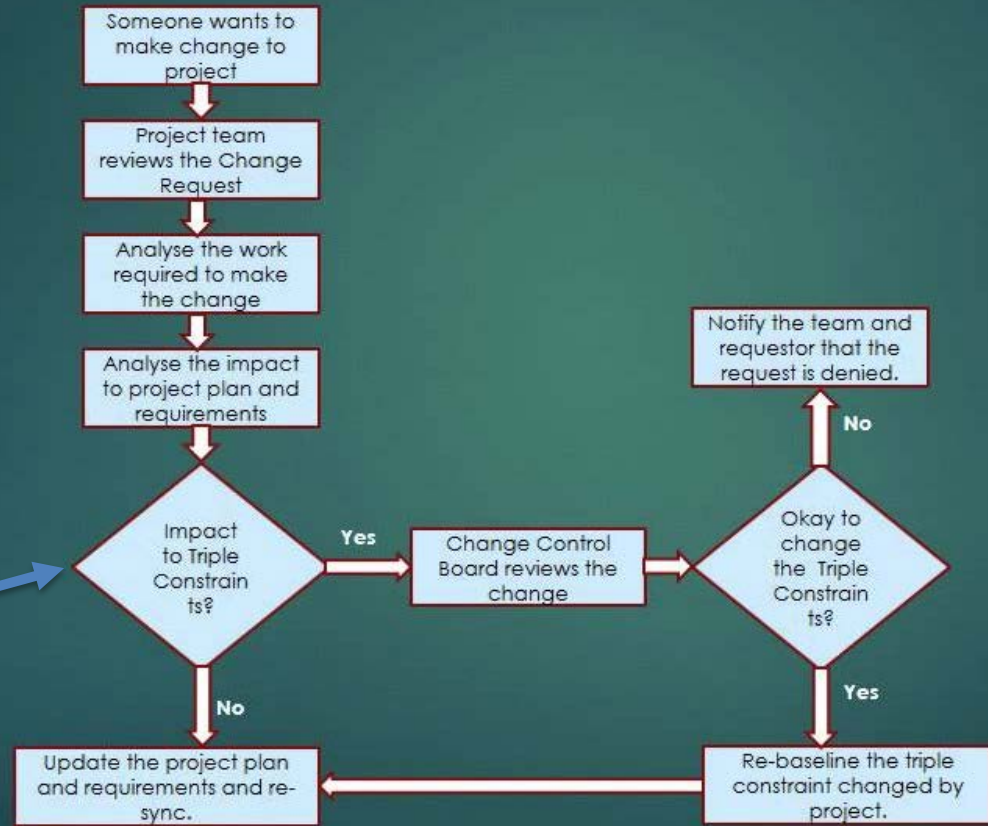 Someone wants to
make change to
project
Project team
reviews the Change
Request
Analyse the work
required to make
the change
Analyse the impact
to project plan and
requirements
Impact
to Triple
Constrain
ts?
Yes
Change Control
Board reviews the
change
Okay to
change
the Triple
Constrain
ts?
No
Notify the team and
requestor that the
request is denied.
Yes
Re-baseline the triple
constraint changed by
project.
No
Update the project plan
and requirements and re-
sync.